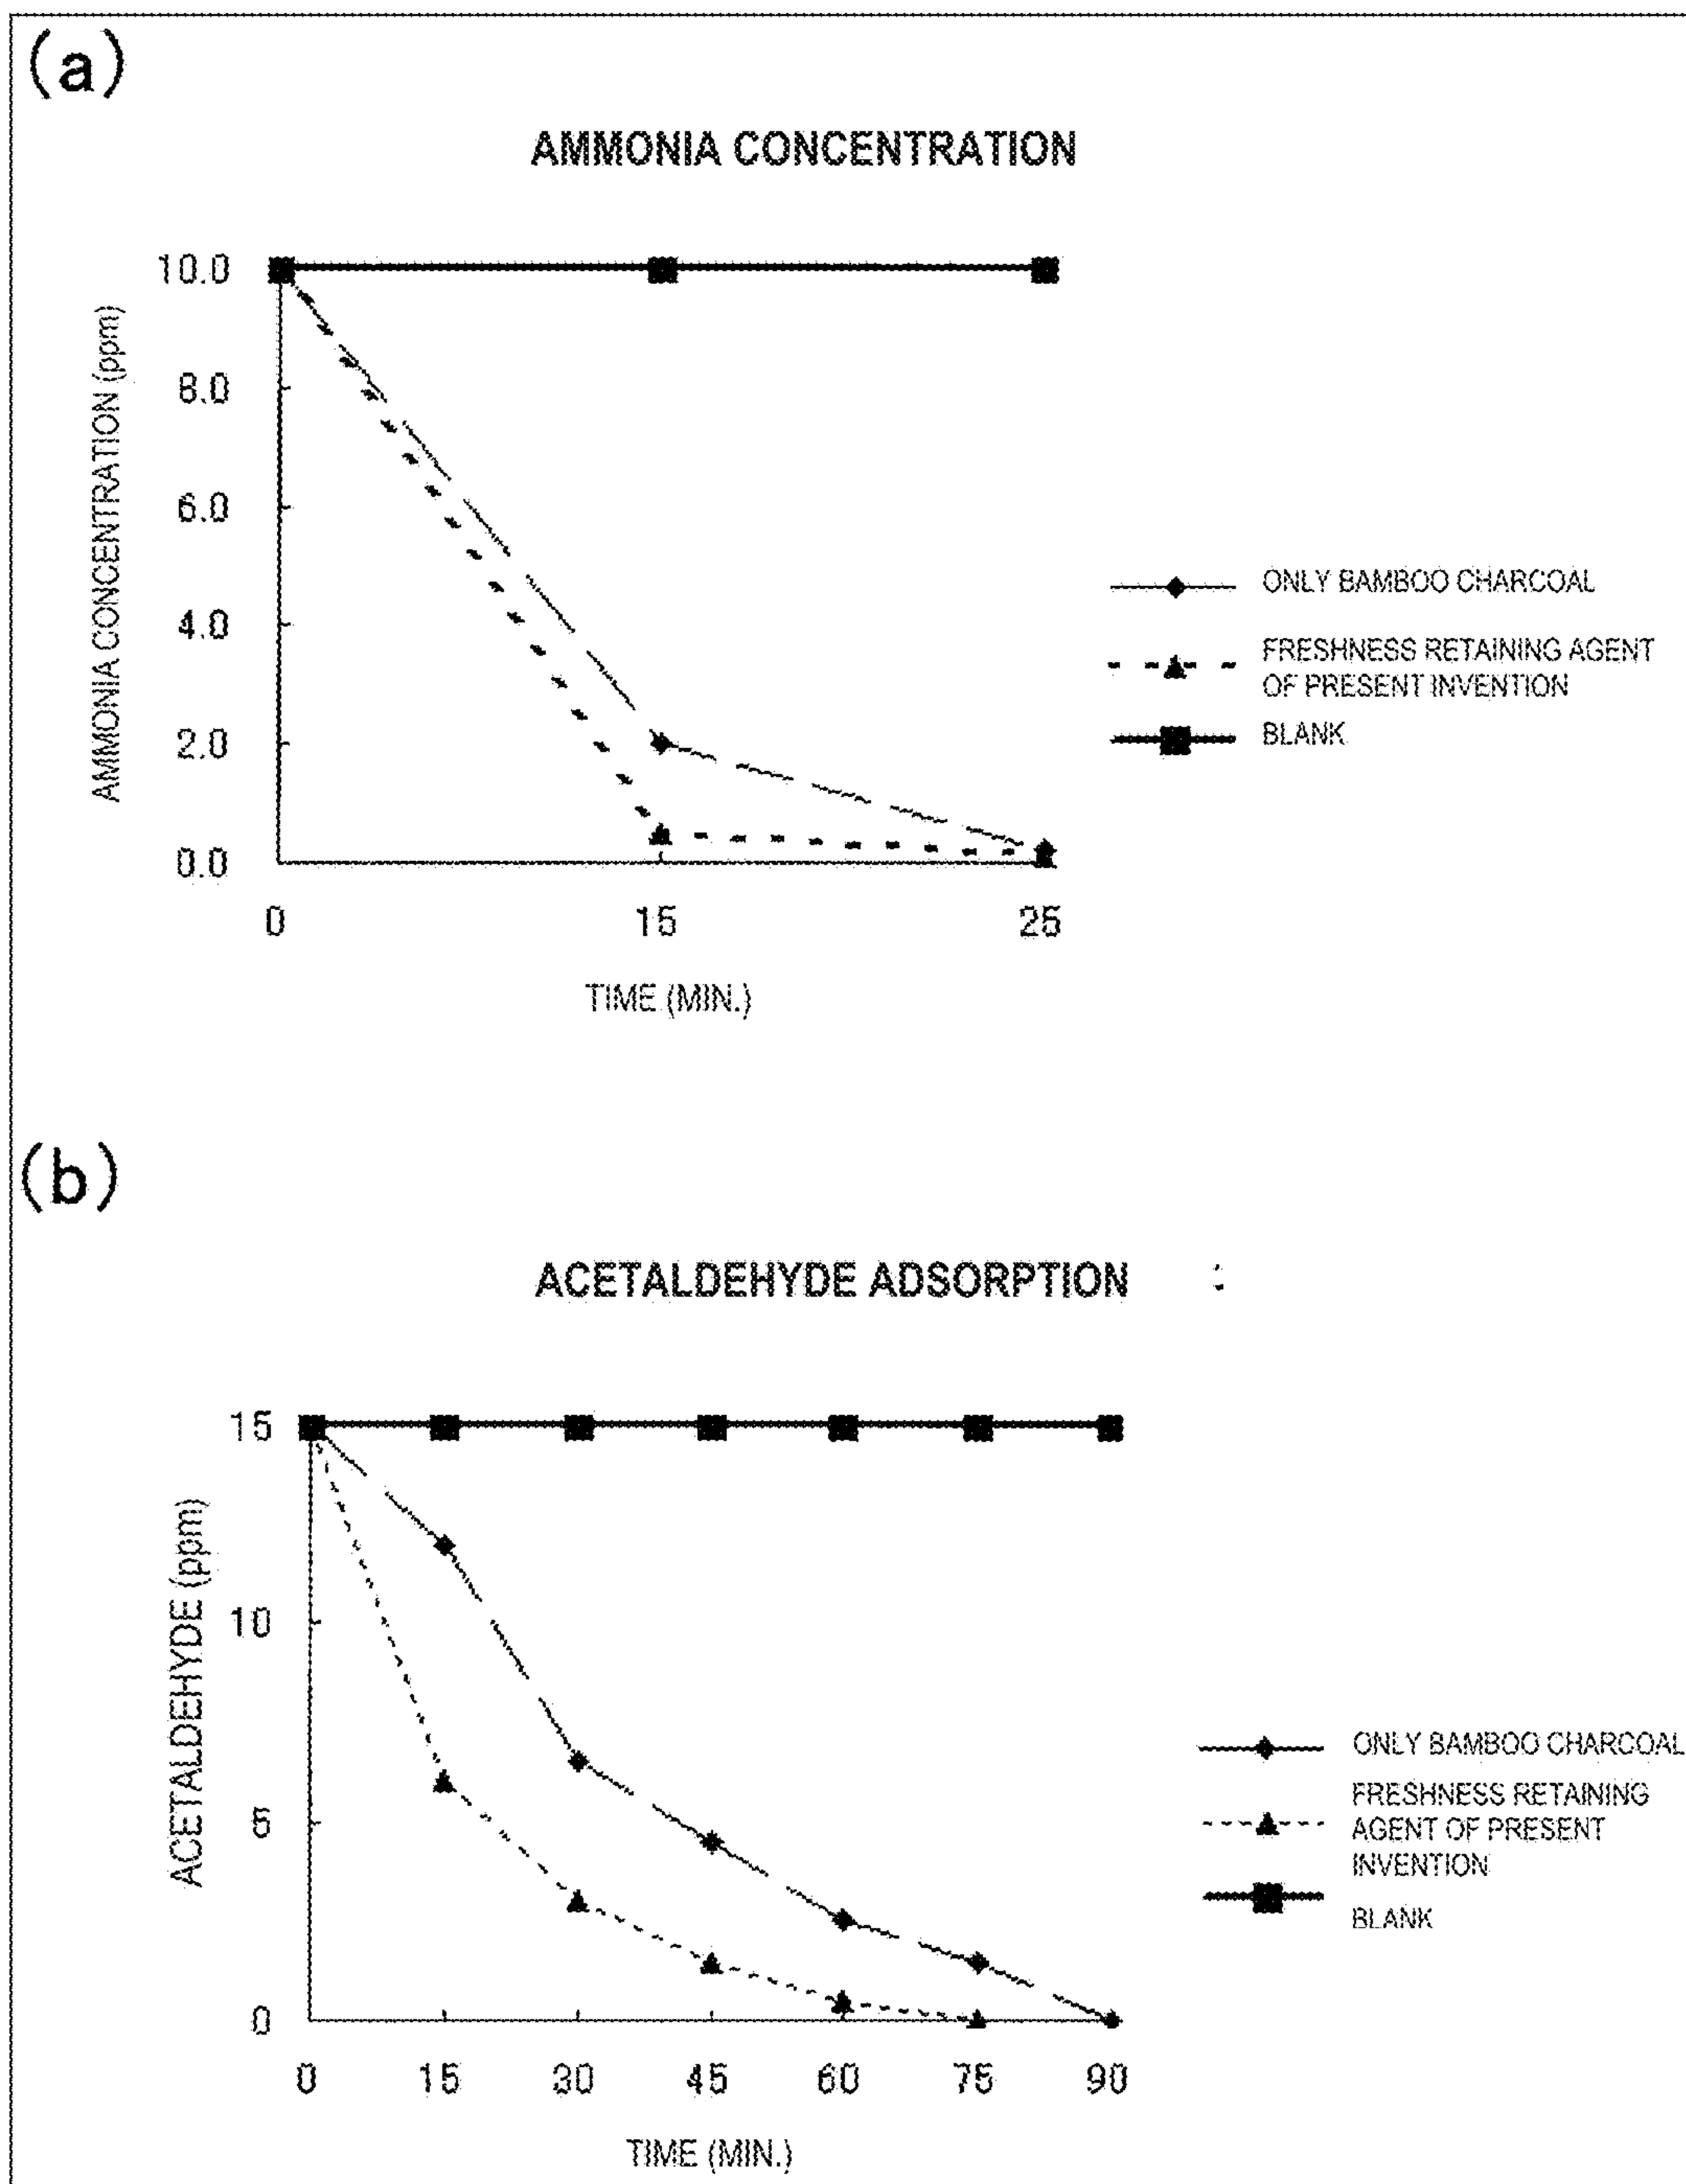 (a)
AMMONIA CONCENTRATION
AMMONIA CONCENTRATION (ppm)
10.0
8.0
6.0
4.0
2.0
0.0
0 15 25
TIME (MIN.)
ONLY BAMBOO CHARCOAL
FRESHNESS RETAINING AGENT
OF PRESENT INVENTION
BLANK
(b)
ACETALDEHYDE ADSORPTION
ACETALDEHYDE (ppm)
15
10
5
0
0 15 30 45 60 75 90
TIME (MIN.)
ONLY BAMBOO CHARCOAL
FRESHNESS RETAINING
AGENT OF PRESENT
INVENTION
BLANK